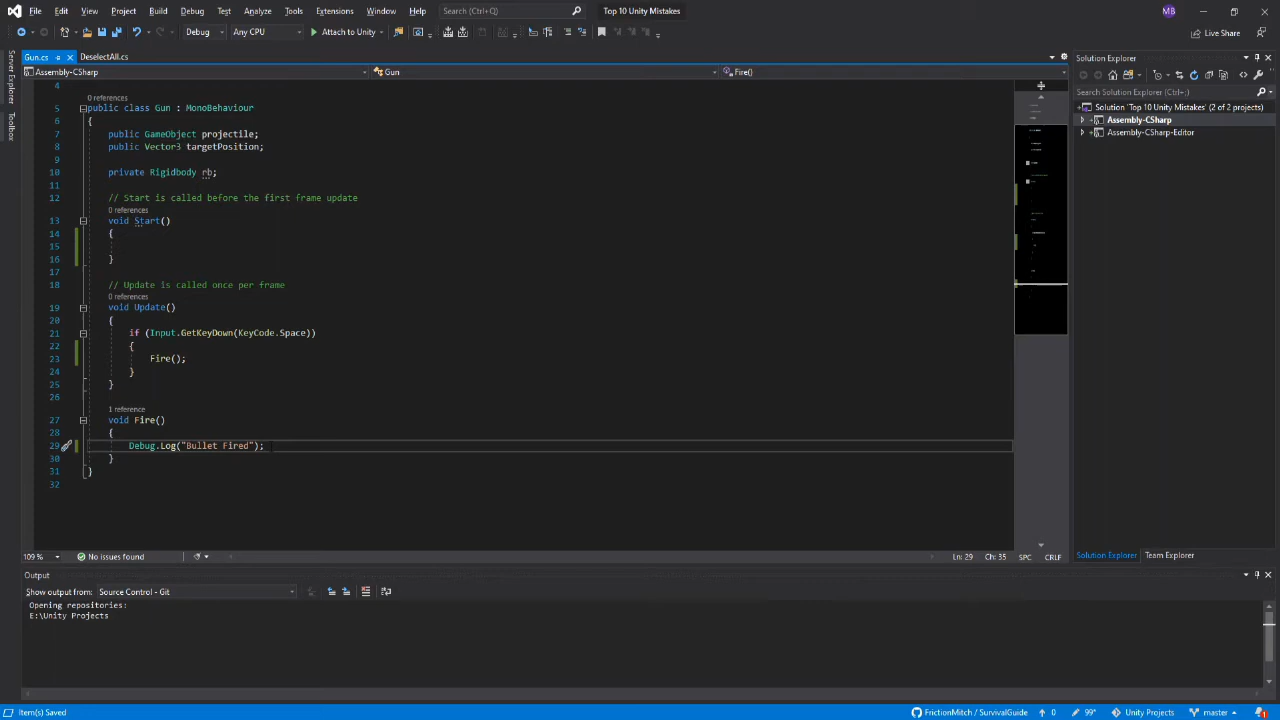 File Edit View Git Project Build Debug Test Analyze Tools Extensions Window Help Search (Ctrl+Q) Top 10 Unity Mistakes MB
Debug Any CPU Attach to Unity Live Share
Gun.cs DeselectAll.cs
Assembly-CSharp Gun Fire()
Server Explorer
Toolbox
4
0 references
5 public class Gun : MonoBehaviour
6 {
7 public GameObject projectile;
8 public Vector3 targetPosition;
9
10 private Rigidbody rb;
11
12 // Start is called before the first frame update
0 references
13 void Start()
14 {
15
16 }
17
18 // Update is called once per frame
0 references
19 void Update()
20 {
21 if (Input.GetKeyDown(KeyCode.Space))
22 {
23 Fire();
24 }
25 }
26
1 reference
27 void Fire()
28 {
29 Debug.Log("Bullet Fired");
30 }
31 }
32
109 % No issues found Ln: 29 Ch: 35 SPC CRLF
Solution Explorer
Search Solution Explorer (Ctrl+;)
Solution 'Top 10 Unity Mistakes' (2 of 2 projects)
Assembly-CSharp
Assembly-CSharp-Editor
Solution Explorer Team Explorer
Output
Show output from: Source Control - Git
Opening repositories:
E:\Unity Projects
Item(s) Saved FrictionMitch / SurvivalGuide 0 99* Unity Projects master 1